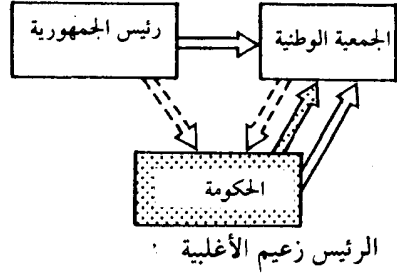 رئيس الجمهورية
الجمعية الوطنية
الحكومة
الرئيس زعيم الأغلبية